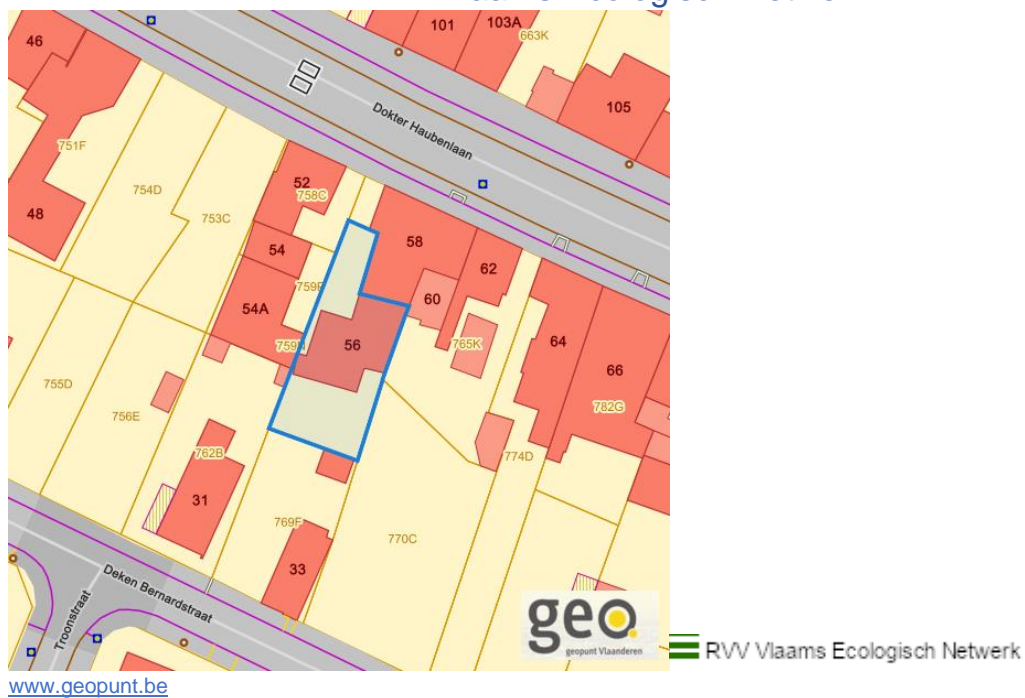 46
101
103A
663K
105
Dokter Haubenlaan
751F
754D
52
758C
48
753C
54
58
62
759P
60
54A
56
765K
64
759N
66
755D
756E
782G
762B
774D
31
769F
770C
33
Deken Bernardstraat
Troonstraat
geo
geopunt Vlaanderen
RVV Vlaams Ecologisch Netwerk
www.geopunt.be